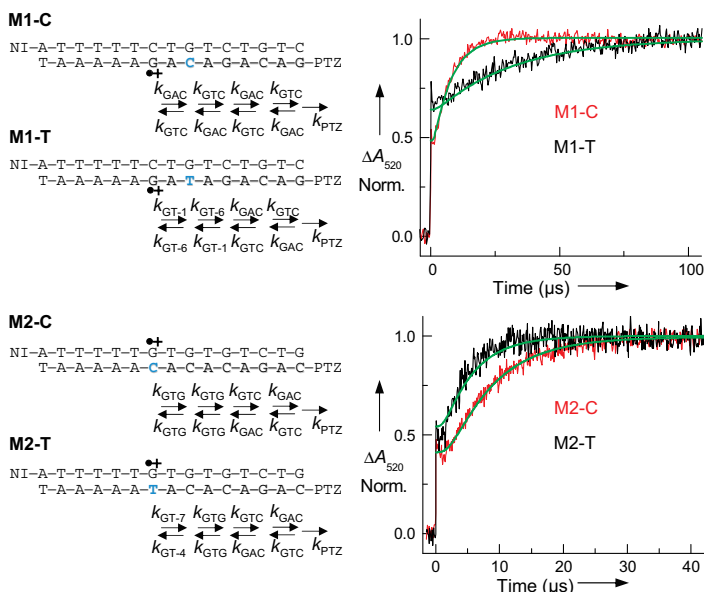 M1-C
NI-A-T-T-T-T-T-C-T-G-T-C-T-G-T-C
T-A-A-A-A-A-G-A-C-A-G-A-C-A-G-PTZ
kGAC kGTC kGAC kGTC
kGTC kGAC kGTC kGAC kPTZ
M1-T
NI-A-T-T-T-T-T-C-T-G-T-C-T-G-T-C
T-A-A-A-A-A-G-A-T-A-G-A-C-A-G-PTZ
kGT-1 kGT-6 kGAC kGTC
kGT-6 kGT-1 kGTC kGAC kPTZ
1.0
0.5
0.0
ΔA520
Norm.
M1-C
M1-T
0 50 100
Time (µs)
M2-C
NI-A-T-T-T-T-T-G-T-G-T-G-T-C-T-G
T-A-A-A-A-A-C-A-C-A-C-A-G-A-C-PTZ
kGTG kGTG kGTC kGAC
kGTG kGTG kGAC kGTC kPTZ
M2-T
NI-A-T-T-T-T-T-G-T-G-T-G-T-C-T-G
T-A-A-A-A-A-T-A-C-A-C-A-G-A-C-PTZ
kGT-7 kGTG kGTC kGAC
kGT-4 kGTG kGAC kGTC kPTZ
1.0
0.5
0.0
ΔA520
Norm.
M2-C
M2-T
0 10 20 30 40
Time (µs)